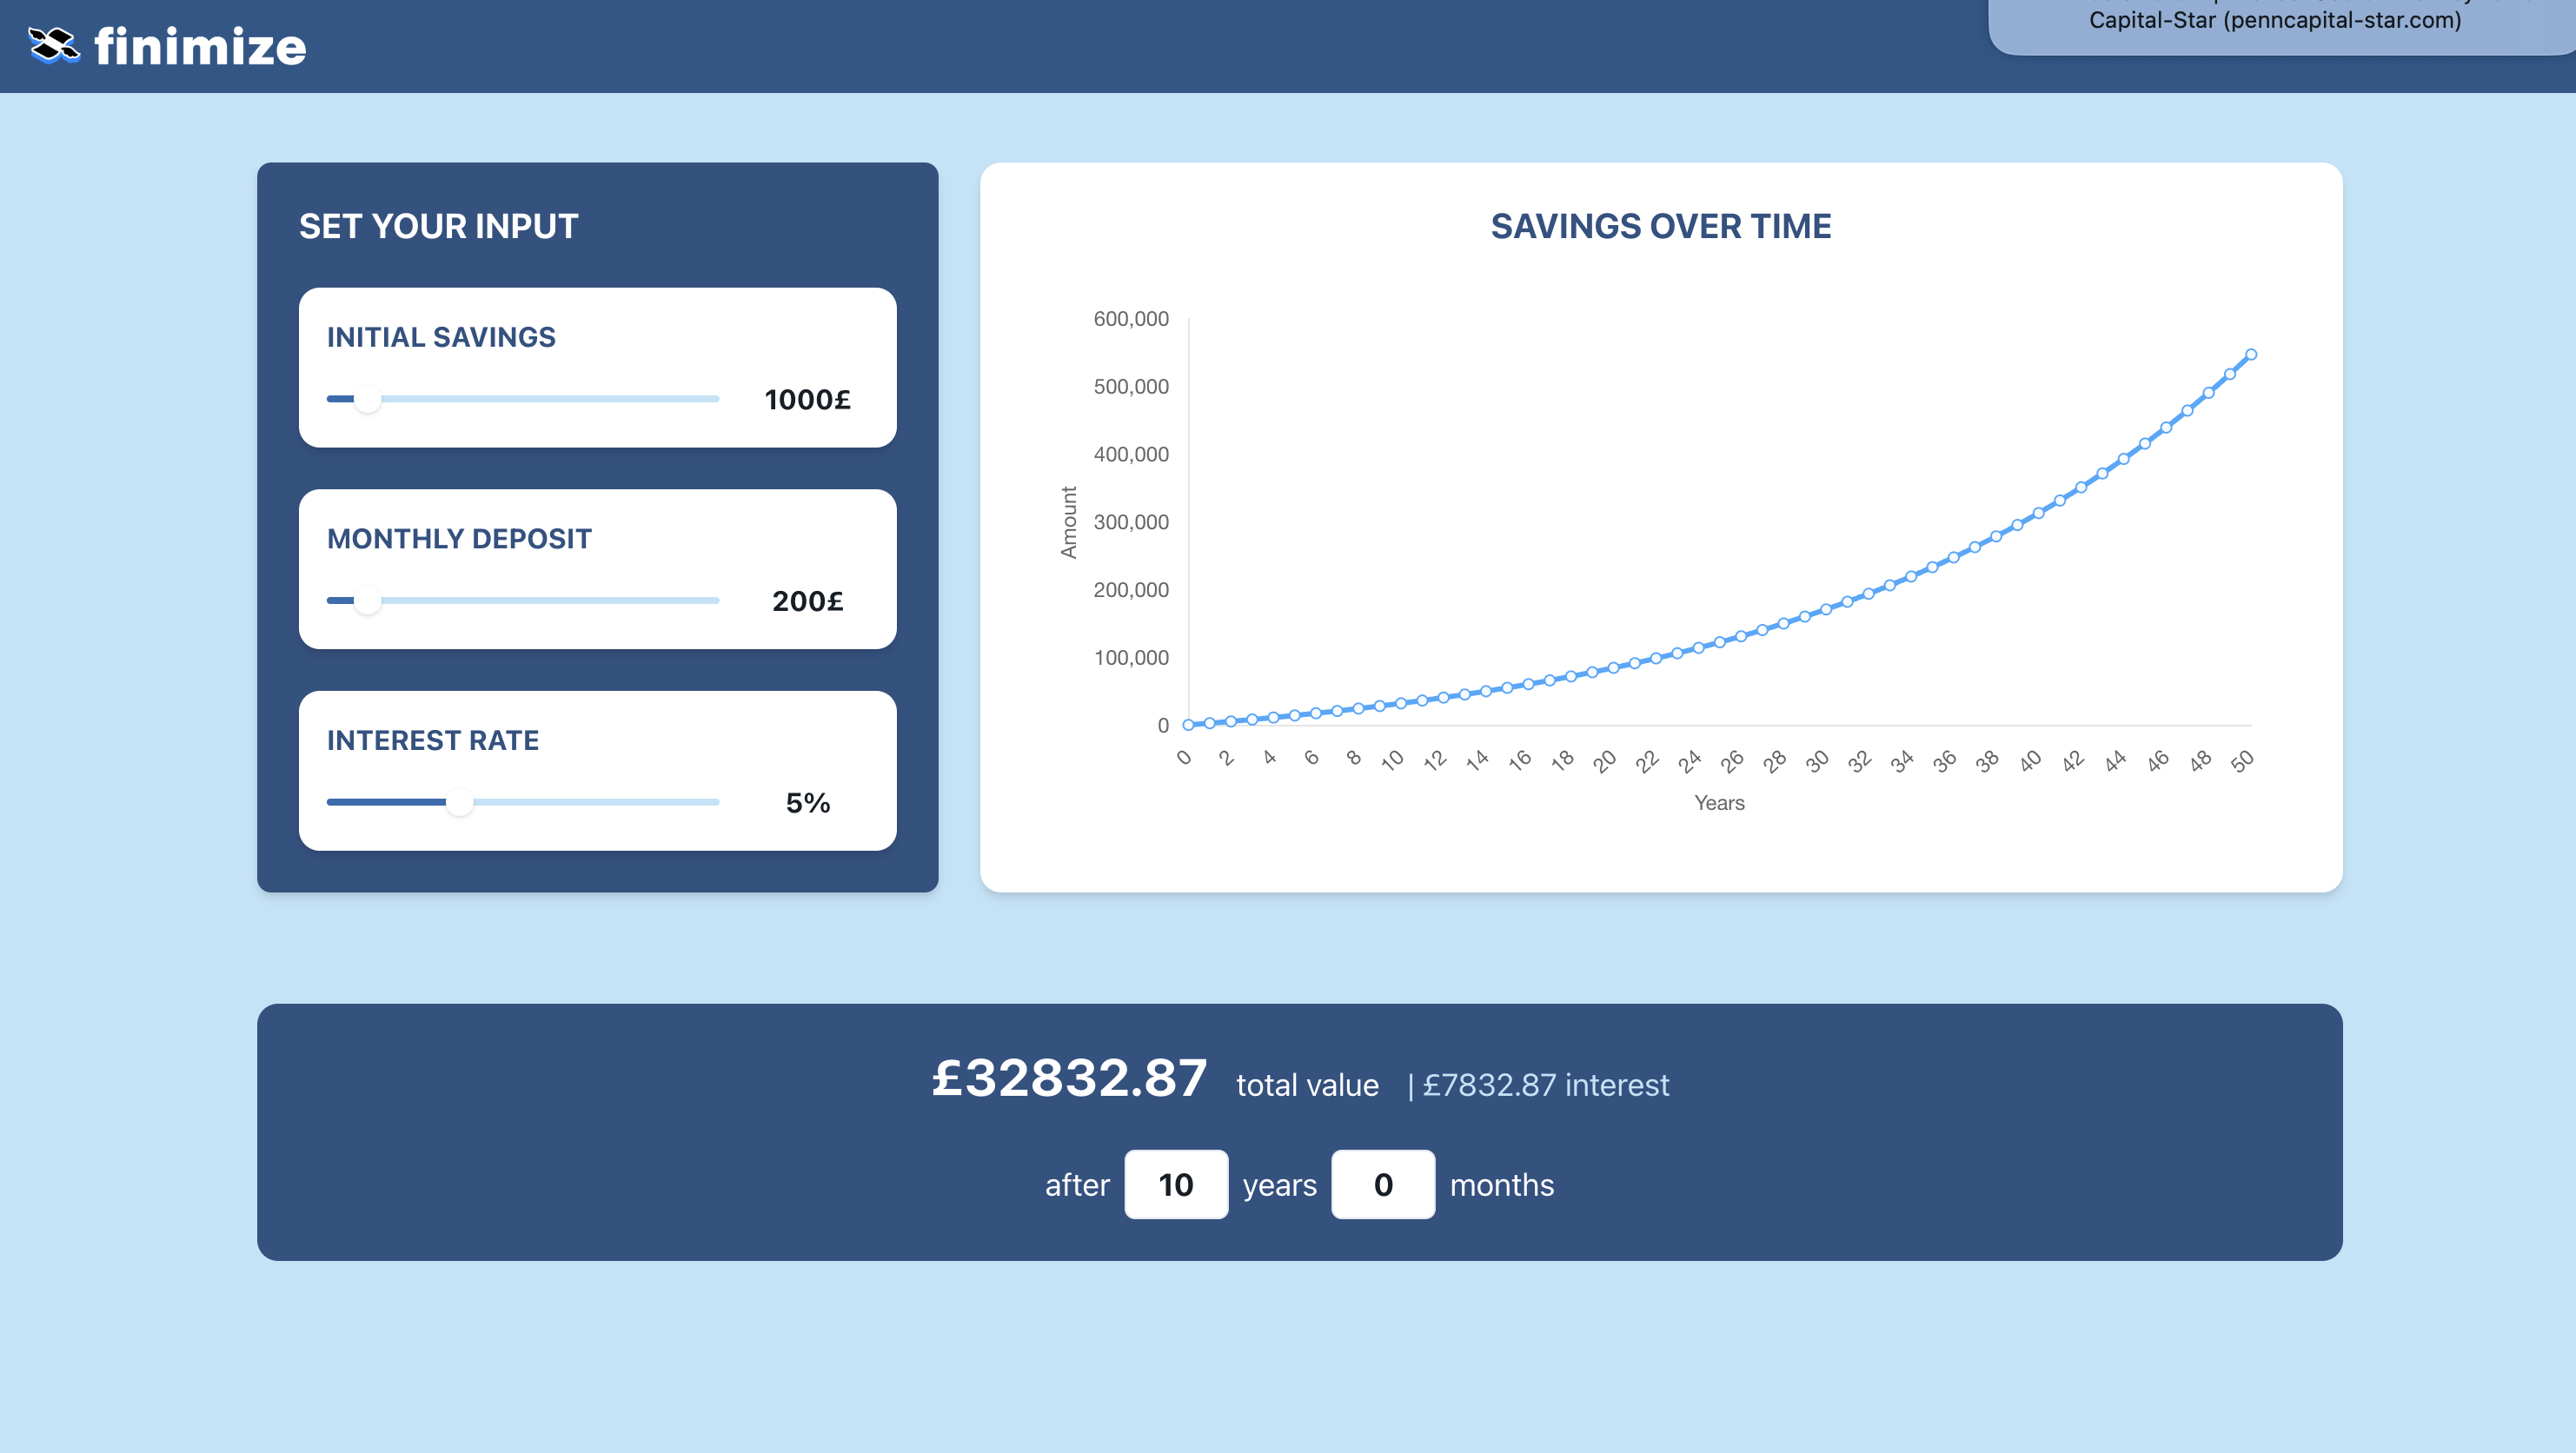 finimize
Capital-Star (penncapital-star.com)
SET YOUR INPUT
INITIAL SAVINGS
1000£
MONTHLY DEPOSIT
200£
INTEREST RATE
5%
SAVINGS OVER TIME
600,000
500,000
400,000
300,000
200,000
100,000
0
Amount
0 2 4 6 8 10 12 14 16 18 20 22 24 26 28 30 32 34 36 38 40 42 44 46 48 50
Years
£32832.87 total value | £7832.87 interest
after 10 years 0 months